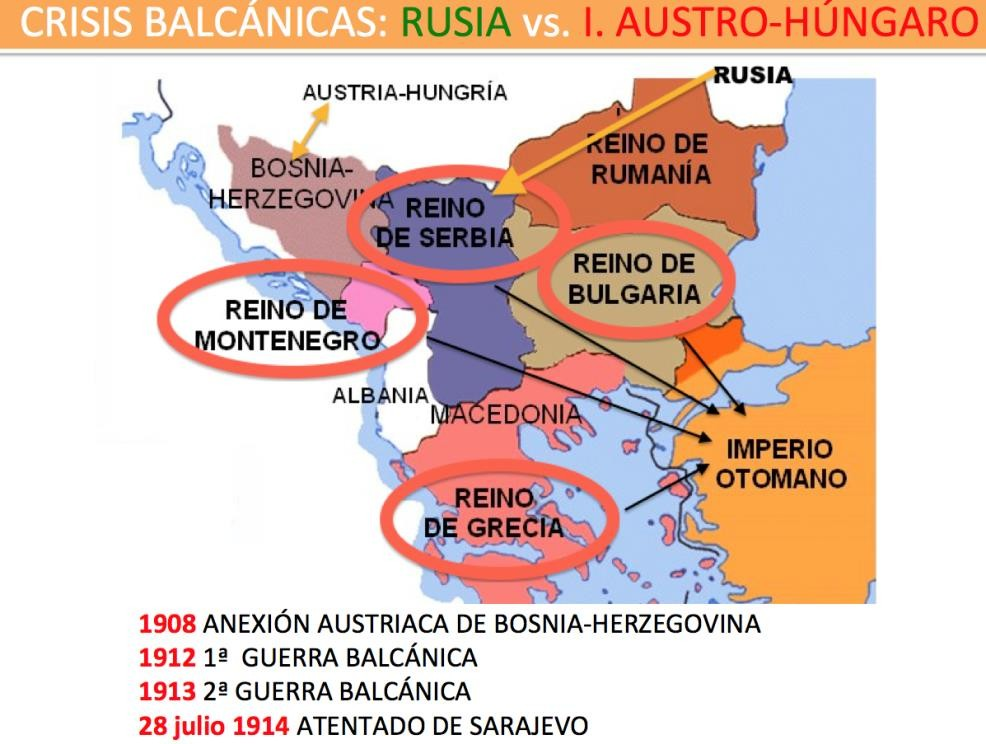 CRISIS BALCÁNICAS: RUSIA vs. I. AUSTRO-HÚNGARO
RUSIA
AUSTRIA-HUNGRÍA
REINO DE
RUMANÍA
BOSNIA-
HERZEGOVINA
REINO
DE SERBIA
REINO DE
BULGARIA
REINO DE
MONTENEGRO
ALBANIA
MACEDONIA
IMPERIO
OTOMANO
REINO
DE GRECIA
1908 ANEXIÓN AUSTRIACA DE BOSNIA-HERZEGOVINA
1912 1ª GUERRA BALCÁNICA
1913 2ª GUERRA BALCÁNICA
28 julio 1914 ATENTADO DE SARAJEVO